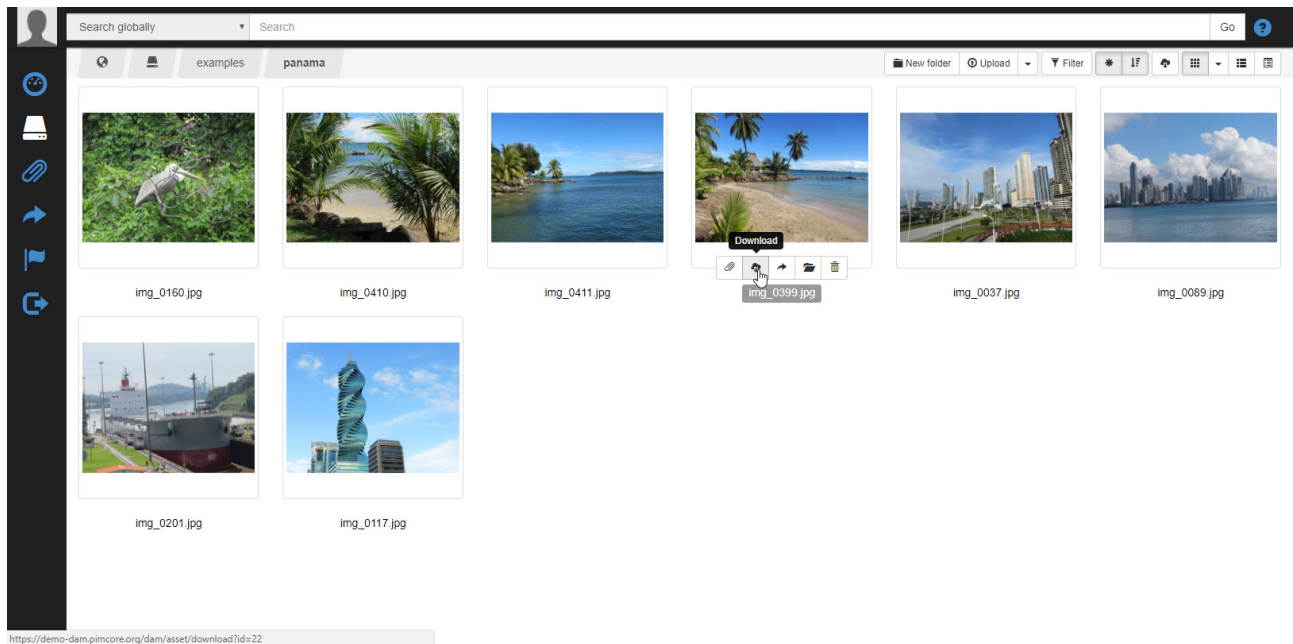 Search globally
Search
Go
?
examples
panama
New folder
Upload
Filter
Download
img_0160.jpg
img_0410.jpg
img_0411.jpg
img_0399.jpg
img_0037.jpg
img_0089.jpg
img_0201.jpg
img_0117.jpg
https://demo-dam.pimcore.org/dam/asset/download?id=22